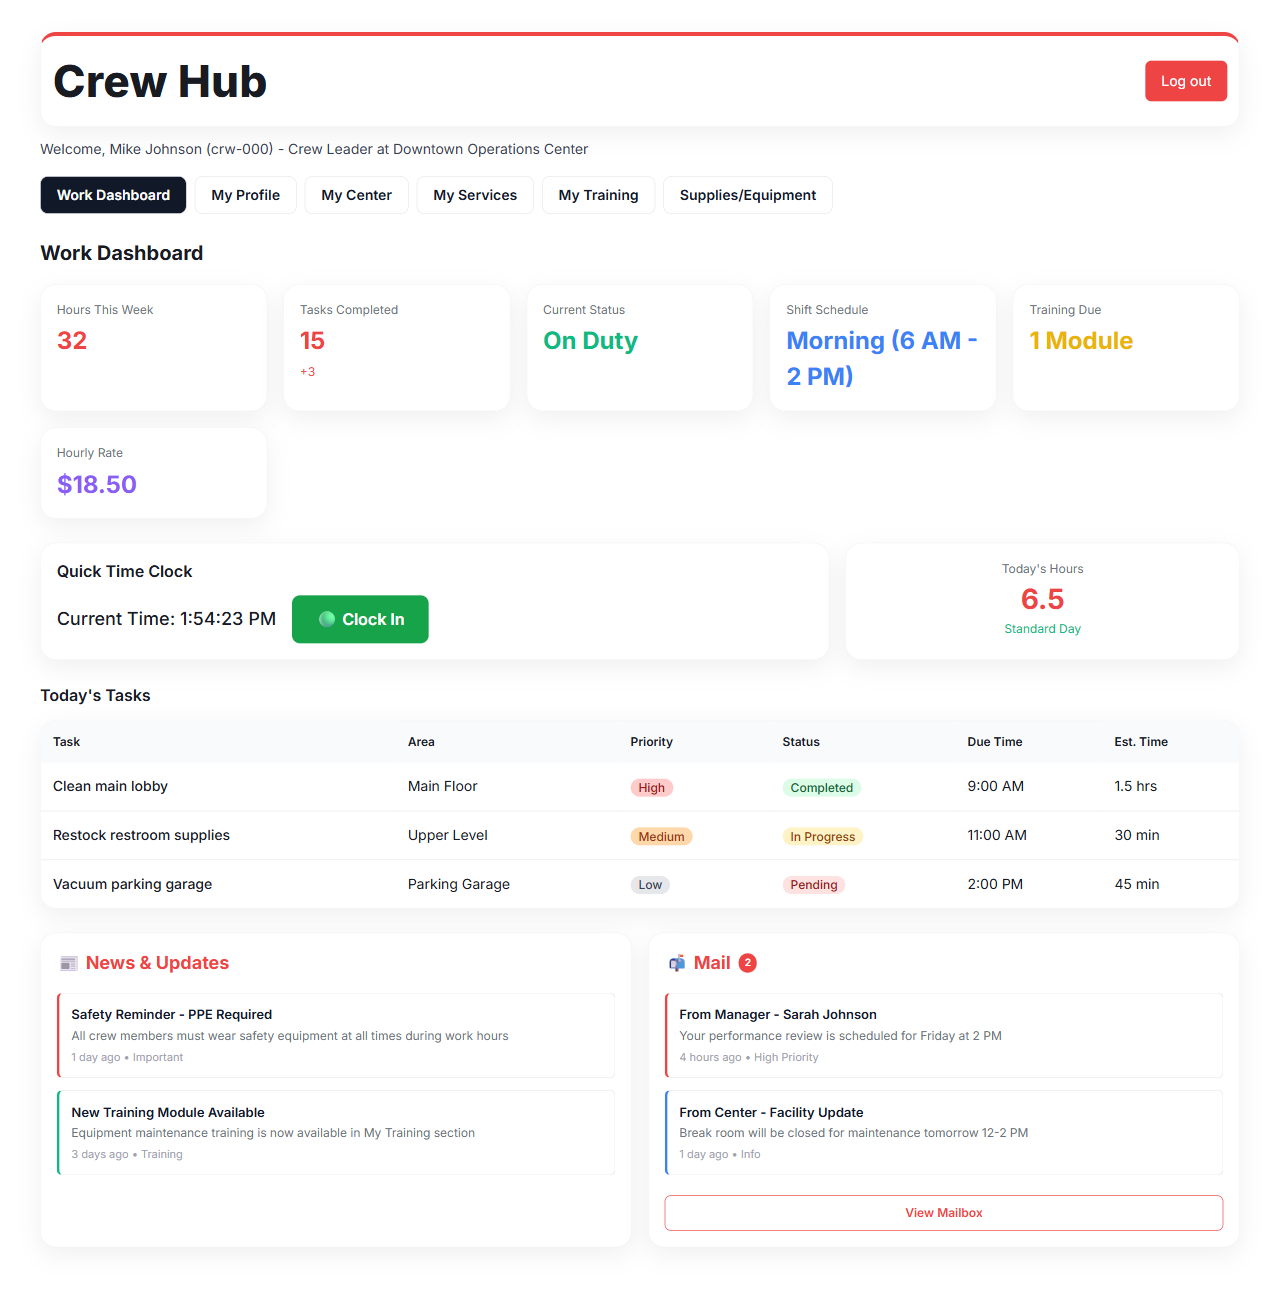 Crew Hub
Log out
Welcome, Mike Johnson (crw-000) - Crew Leader at Downtown Operations Center
Work Dashboard
My Profile
My Center
My Services
My Training
Supplies/Equipment
Work Dashboard
Hours This Week
32
Tasks Completed
15
+3
Current Status
On Duty
Shift Schedule
Morning (6 AM -
2 PM)
Training Due
1 Module
Hourly Rate
$18.50
Quick Time Clock
Current Time: 1:54:23 PM
Clock In
Today's Hours
6.5
Standard Day
Today's Tasks
Task Area Priority Status Due Time Est. Time
Clean main lobby Main Floor High Completed 9:00 AM 1.5 hrs
Restock restroom supplies Upper Level Medium In Progress 11:00 AM 30 min
Vacuum parking garage Parking Garage Low Pending 2:00 PM 45 min
News & Updates
Safety Reminder - PPE Required
All crew members must wear safety equipment at all times during work hours
1 day ago • Important
New Training Module Available
Equipment maintenance training is now available in My Training section
3 days ago • Training
Mail 2
From Manager - Sarah Johnson
Your performance review is scheduled for Friday at 2 PM
4 hours ago • High Priority
From Center - Facility Update
Break room will be closed for maintenance tomorrow 12-2 PM
1 day ago • Info
View Mailbox